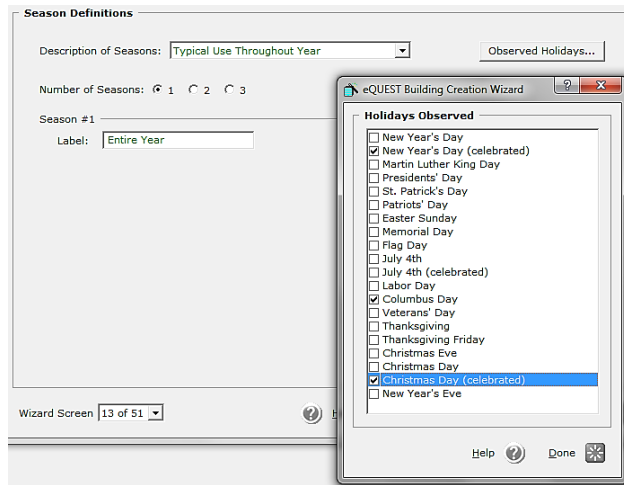 Season Definitions
Description of Seasons: Typical Use Throughout Year
Observed Holidays...
Number of Seasons: 1 2 3
Season #1
Label: Entire Year
Wizard Screen 13 of 51
?
eQUEST Building Creation Wizard
? X
Holidays Observed
New Year's Day
New Year's Day (celebrated)
Martin Luther King Day
Presidents' Day
St. Patrick's Day
Patriots' Day
Easter Sunday
Memorial Day
Flag Day
July 4th
July 4th (celebrated)
Labor Day
Columbus Day
Veterans' Day
Thanksgiving
Thanksgiving Friday
Christmas Eve
Christmas Day
Christmas Day (celebrated)
New Year's Eve
Help ? Done